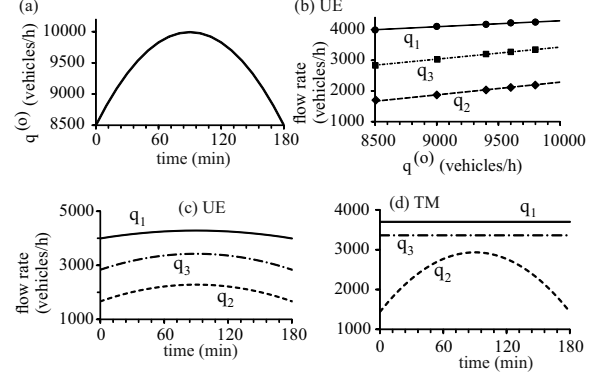 (a)
10000
9500
9000
8500
q(o) (vehicles/h)
0 60 120 180
time (min)
(b) UE
4000
3000
2000
1000
flow rate
(vehicles/h)
q1
q3
q2
8500 9000 9500 10000
q(o) (vehicles/h)
(c) UE
5000
3000
1000
flow rate
(vehicles/h)
q1
q3
q2
0 60 120 180
time (min)
(d) TM
4000
3000
2000
1000
q1
q3
q2
0 60 120 180
time (min)